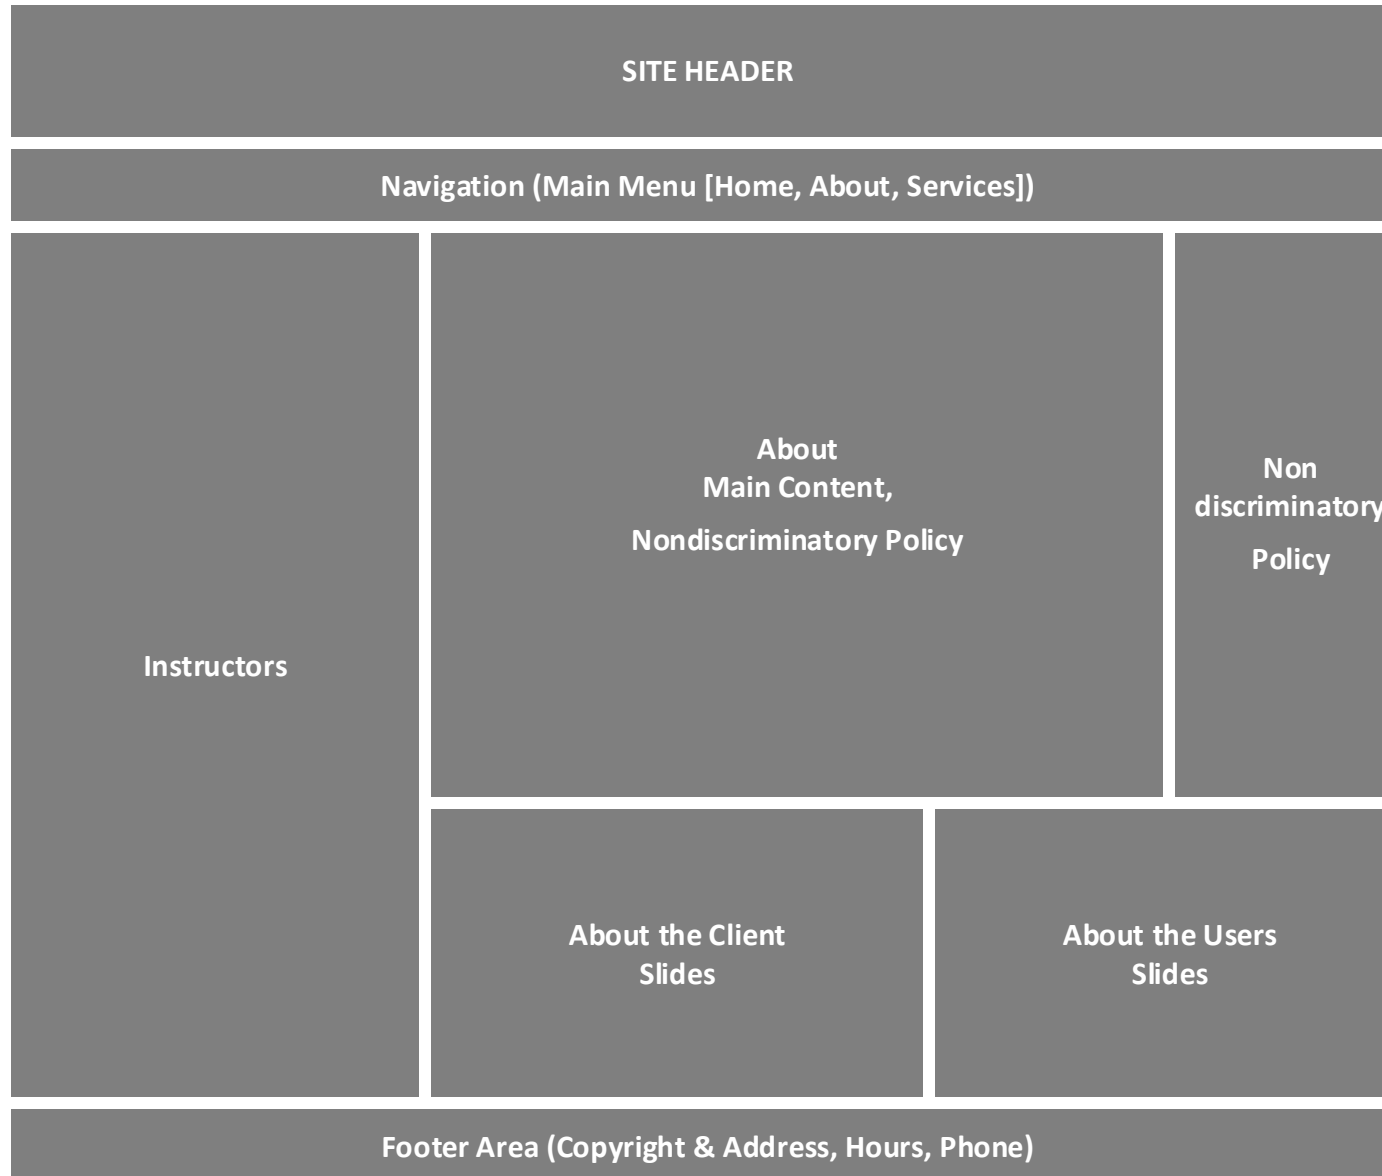 SITE HEADER
Navigation (Main Menu [Home, About, Services])
Instructors
About
Main Content,
Nondiscriminatory Policy
Non
discriminatory
Policy
About the Client
Slides
About the Users
Slides
Footer Area (Copyright & Address, Hours, Phone)